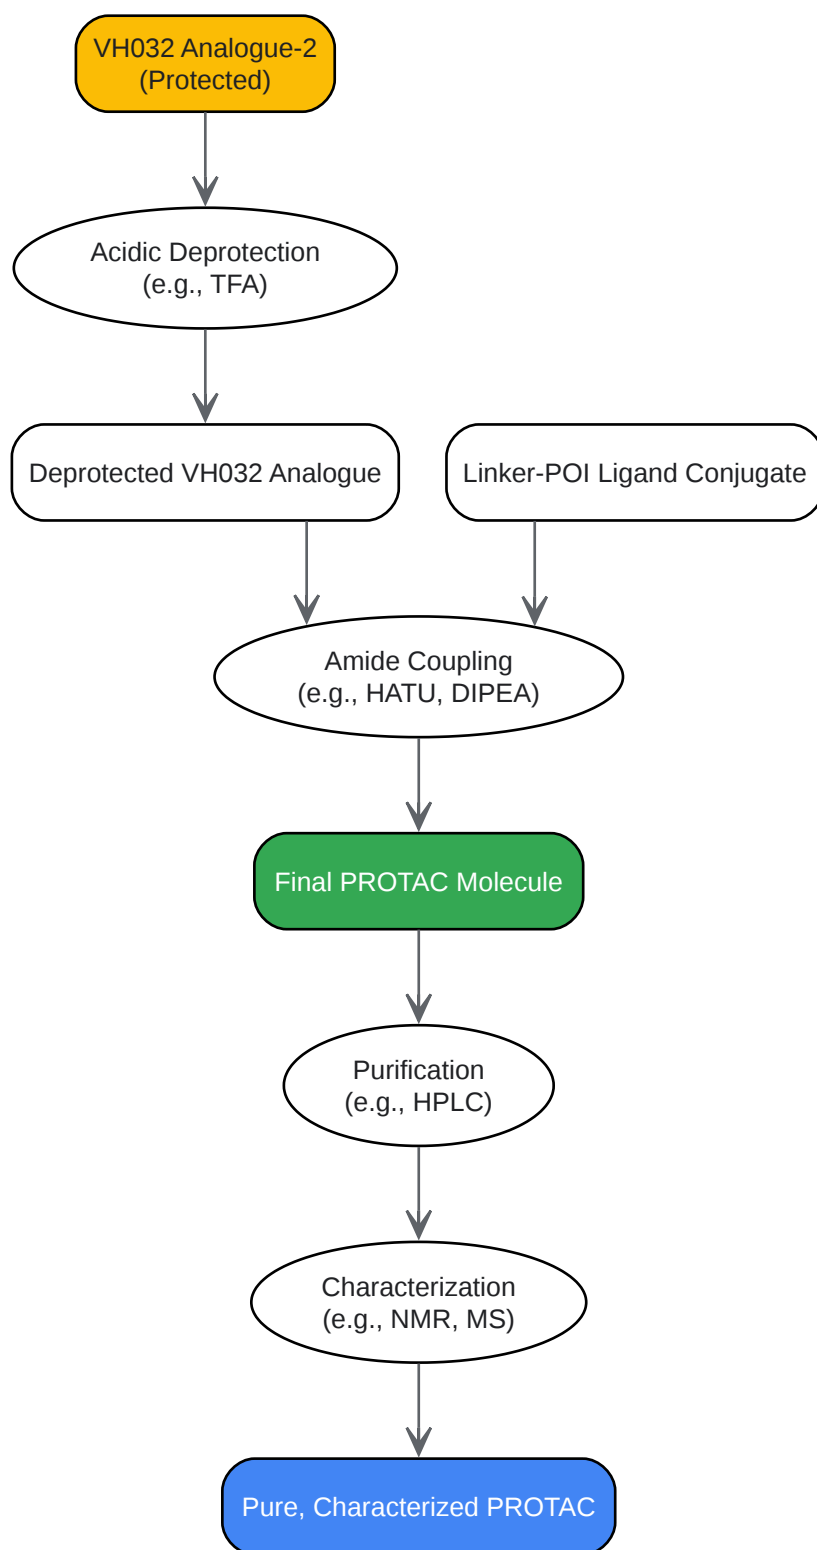 VH032 Analogue-2
(Protected)
Acidic Deprotection
(e.g., TFA)
Deprotected VH032 Analogue
Linker-POI Ligand Conjugate
Amide Coupling
(e.g., HATU, DIPEA)
Final PROTAC Molecule
Purification
(e.g., HPLC)
Characterization
(e.g., NMR, MS)
Pure, Characterized PROTAC